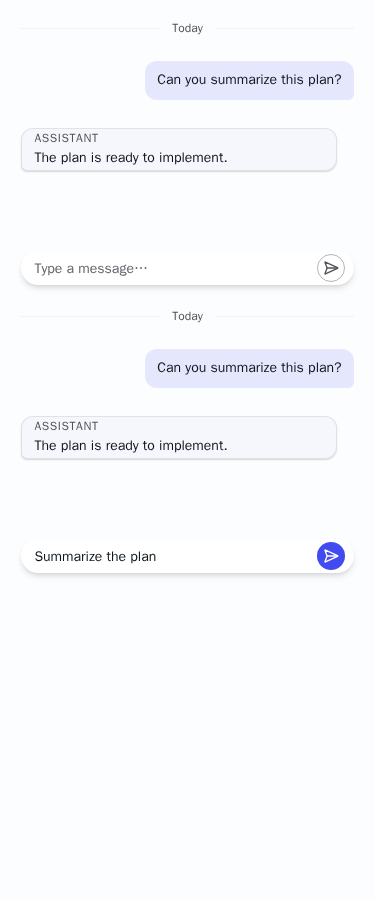 Today
Can you summarize this plan?
ASSISTANT
The plan is ready to implement.
Type a message···
Today
Can you summarize this plan?
ASSISTANT
The plan is ready to implement.
Summarize the plan